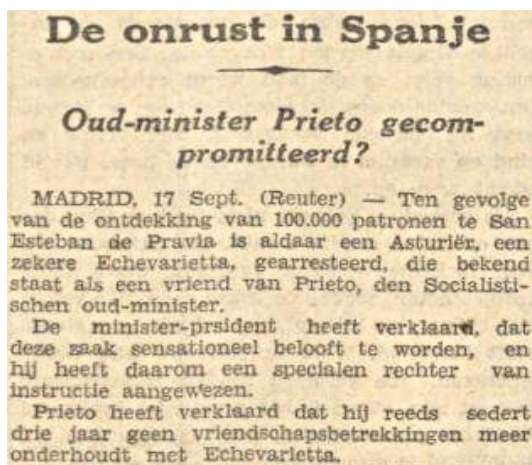 De onrust in Spanje
Oud-minister Prieto gecom-
promitteerd?
MADRID, 17 Sept. (Reuter) — Ten gevolge
van de ontdekking van 100.000 patronen te San
Esteban de Pravia is aldaar een Asturiër, een
zekere Echevarietta, gearresteerd, die bekend
staat als een vriend van Prieto, den Socialisti-
schen oud-minister.
De minister-prsident heeft verklaard, dat
deze zaak sensationeel belooft te worden, en
hij heeft daarom een specialen rechter van
instructie aangewezen.
Prieto heeft verklaard dat hij reeds sedert
drie jaar geen vriendschapsbetrekkingen meer
onderhoudt met Echevarietta.